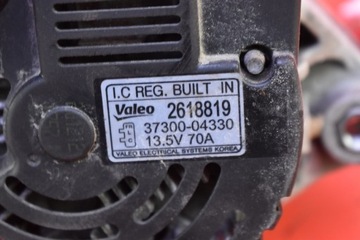 I.C REG. BUILT IN
Valeo 2618819
37300-04330
13.5V 70A
VALEO ELECTRICAL SYSTEMS KOREA